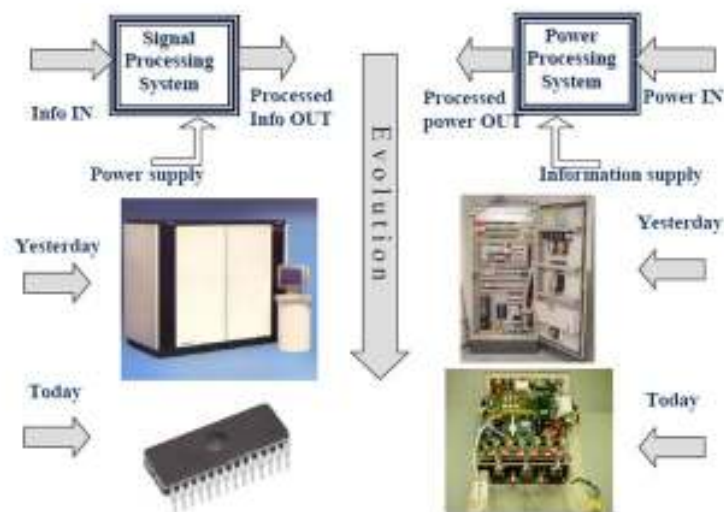 Signal
Processing
System
Info IN
Processed
Info OUT
Power supply
Power
Processing
System
Processed
power OUT
Power IN
Information supply
Evolution
Yesterday
Yesterday
Today
Today